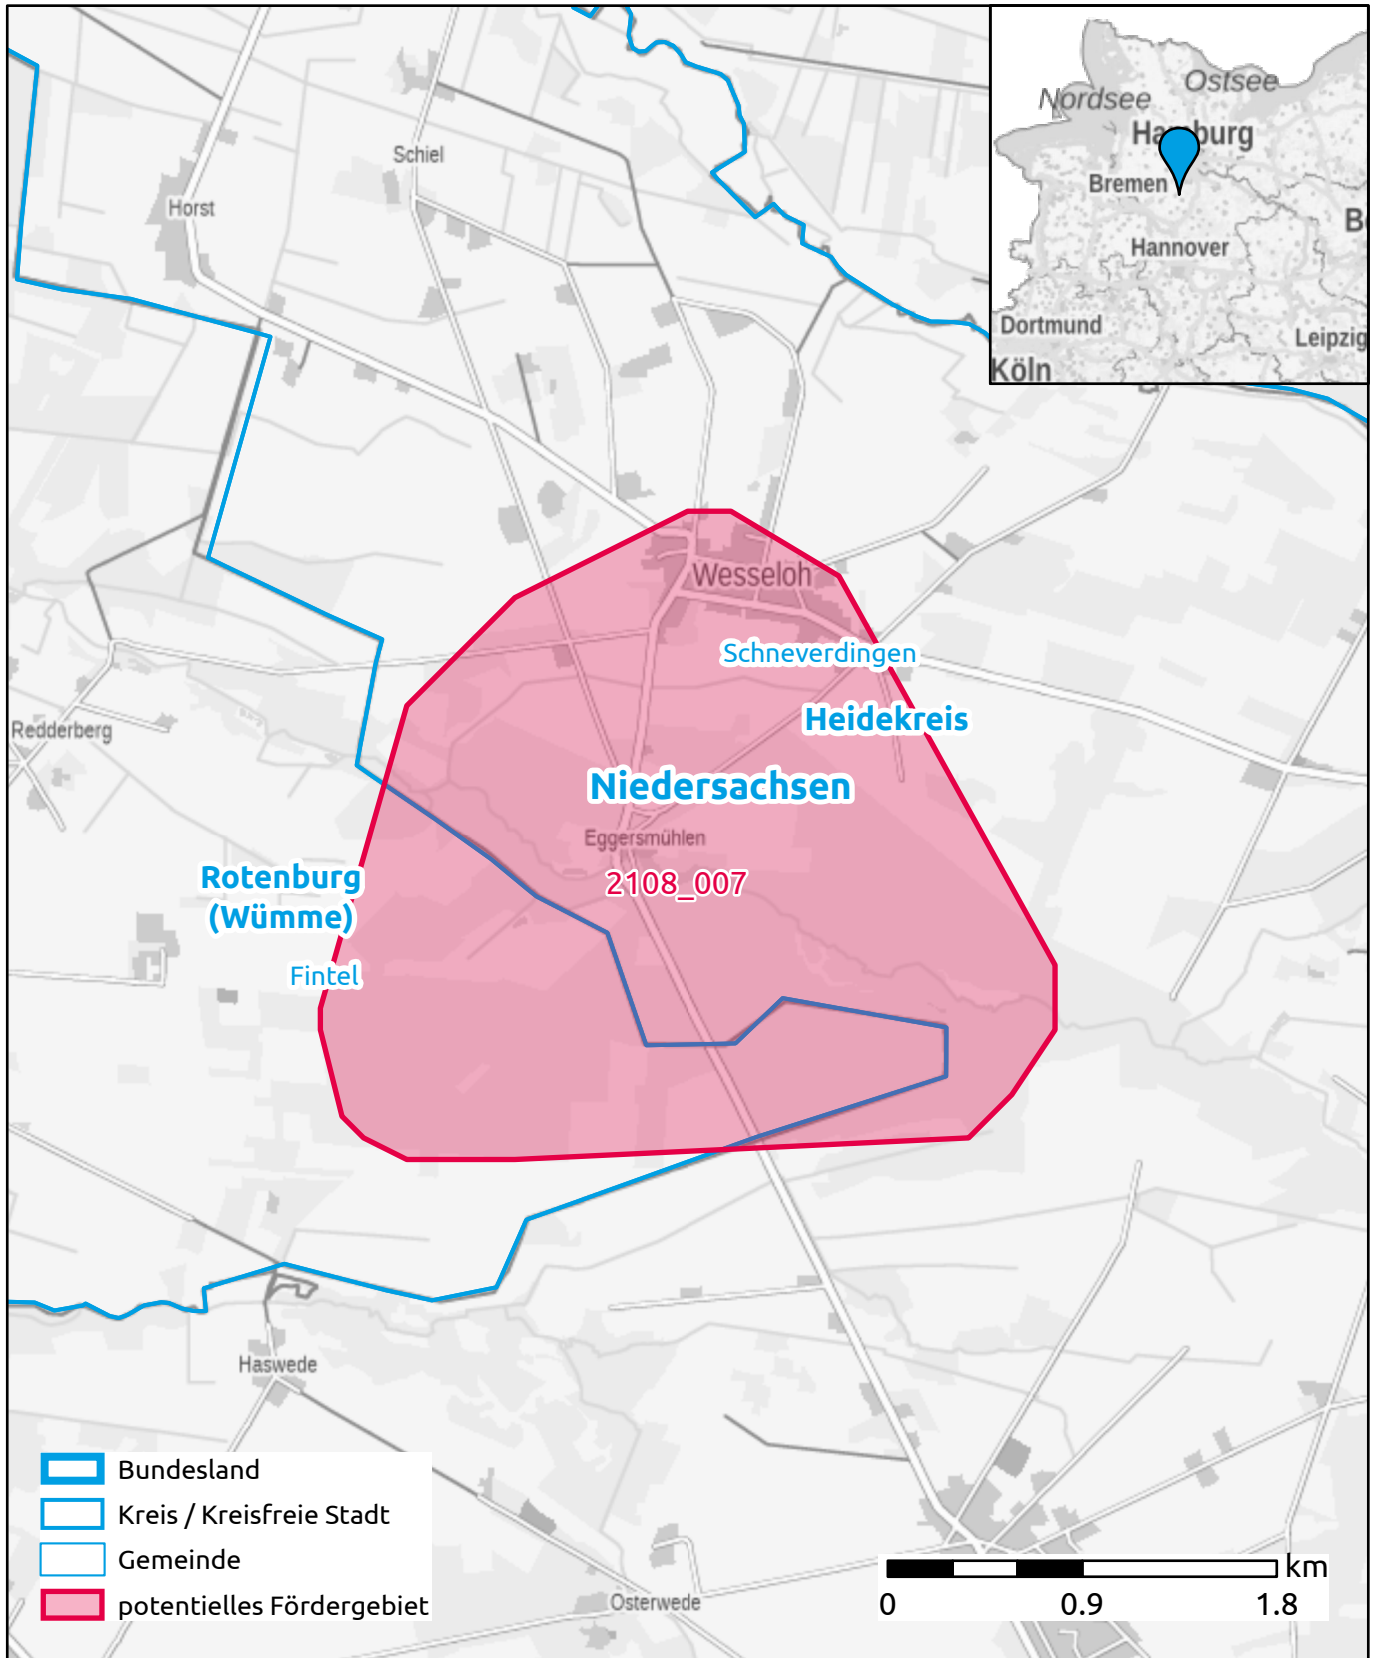 Nordsee
Ostsee
Hamburg
Bremen
Hannover
Dortmund
Leipzig
Köln
Schiel
Horst
Wesseloh
Schneverdingen
Redderberg
Heidekreis
Niedersachsen
Eggersmühlen
Rotenburg
(Wümme)
2108_007
Fintel
Haswede
Osterwede
Bundesland
Kreis / Kreisfreie Stadt
Gemeinde
potentielles Fördergebiet
km
0 0.9 1.8